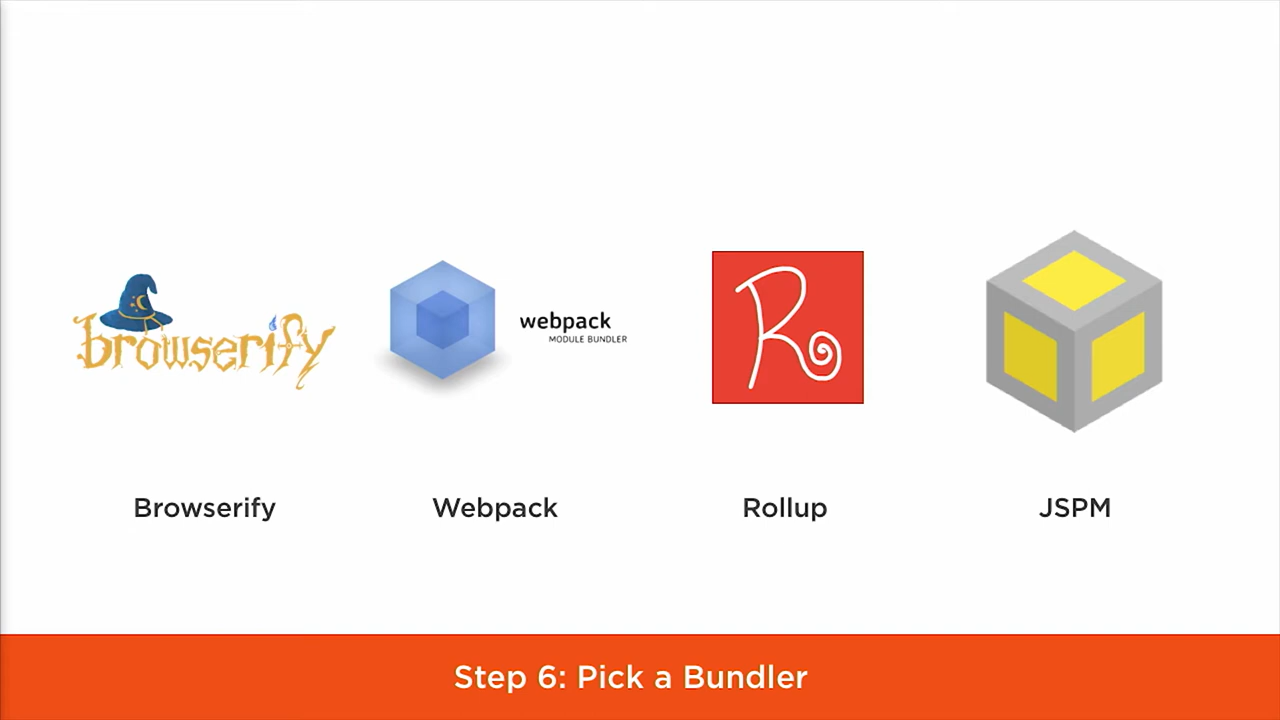 browserify
webpack
MODULE BUNDLER
R
Browserify
Webpack
Rollup
JSPM
Step 6: Pick a Bundler